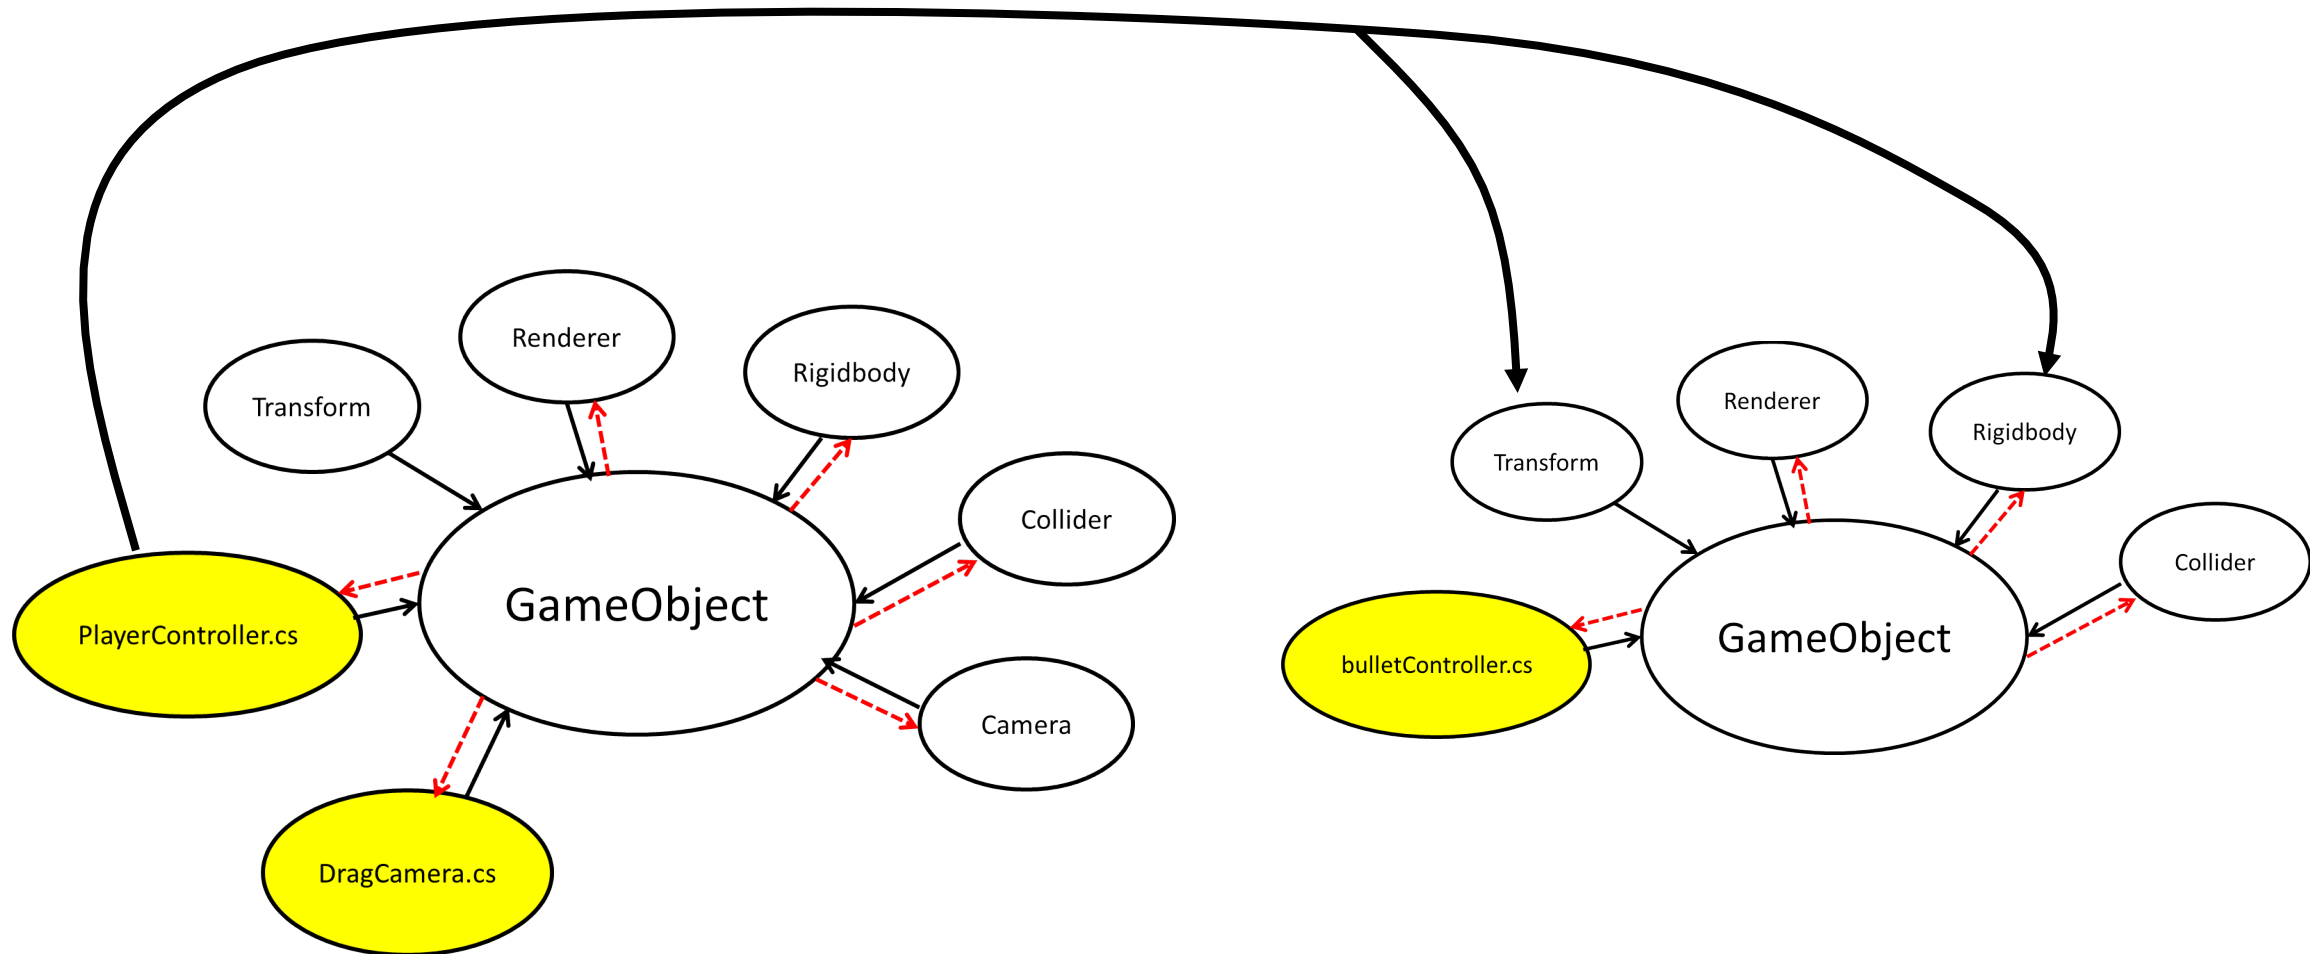 Renderer
Rigidbody
Transform
Collider
GameObject
PlayerController.cs
Camera
DragCamera.cs
Renderer
Rigidbody
Transform
Collider
GameObject
bulletController.cs